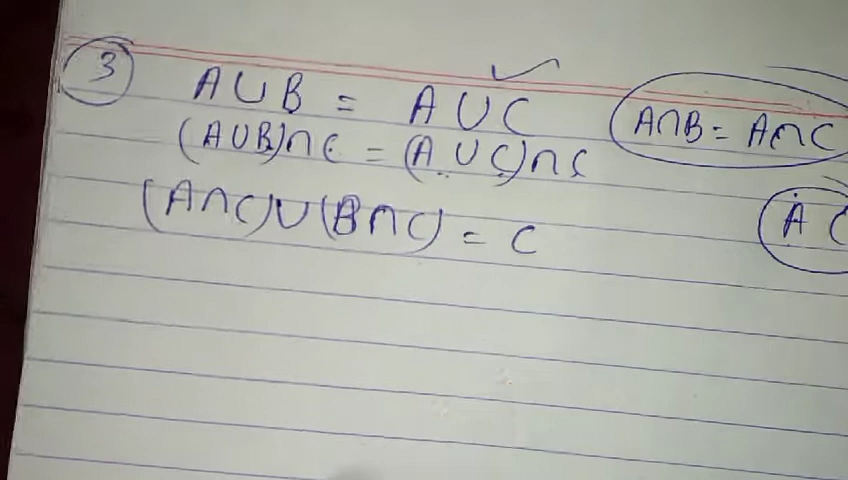 3 A∪B = A∪C A∩B = A∩C
(A∪B)∩C = (A∪C)∩C
(A∩C)∪(B∩C) = C A C